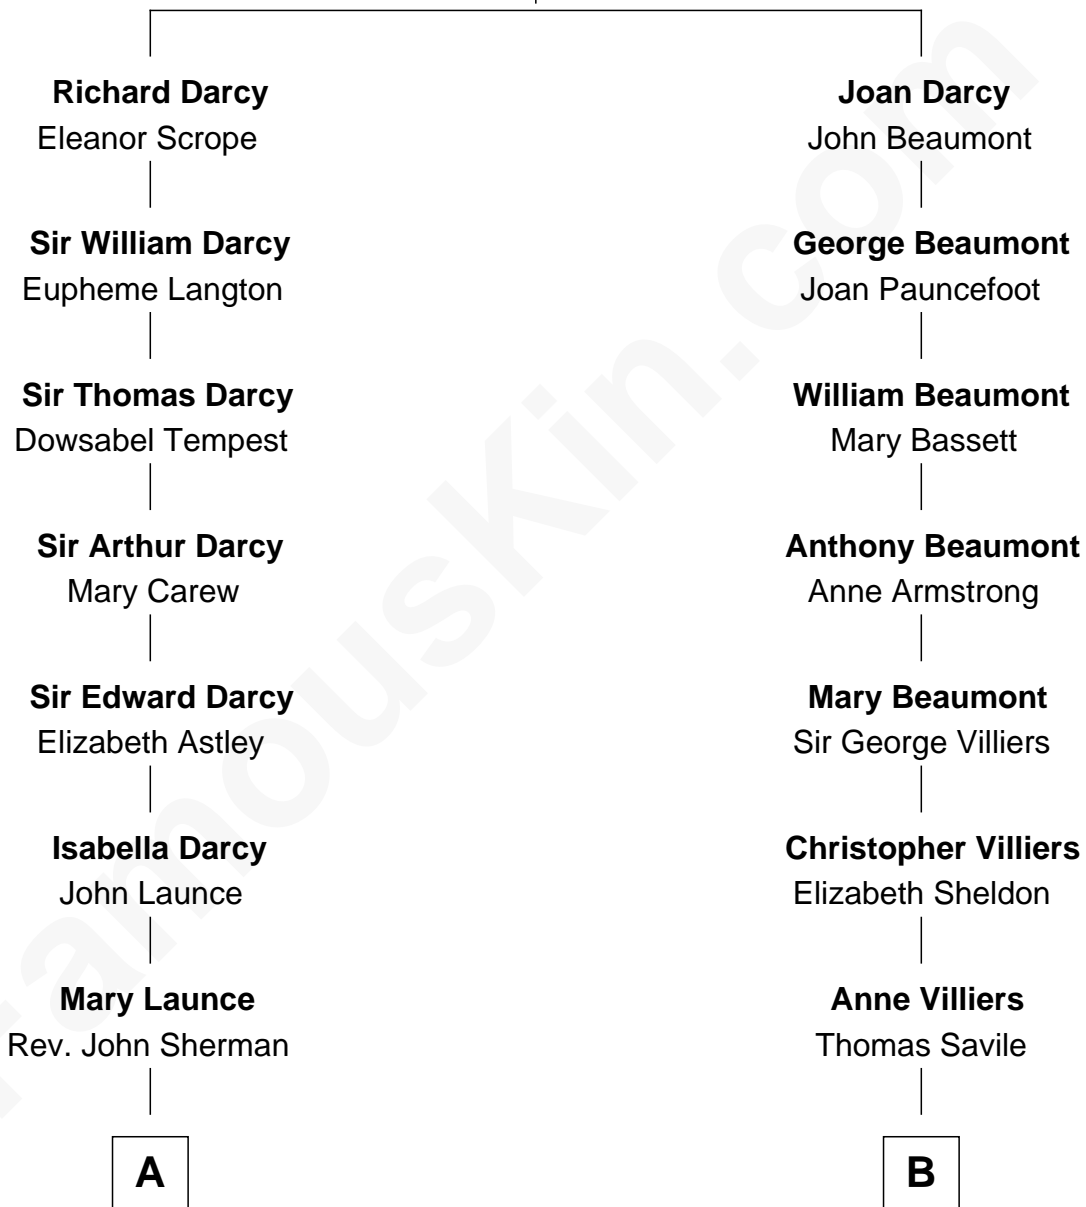 Richard Darcy
Eleanor Scrope
Joan Darcy
John Beaumont
Sir William Darcy
Eupheme Langton
George Beaumont
Joan Pauncefoot
Sir Thomas Darcy
Dowsabel Tempest
William Beaumont
Mary Bassett
Sir Arthur Darcy
Mary Carew
Anthony Beaumont
Anne Armstrong
Sir Edward Darcy
Elizabeth Astley
Mary Beaumont
Sir George Villiers
Isabella Darcy
John Launce
Christopher Villiers
Elizabeth Sheldon
Mary Launce
Rev. John Sherman
Anne Villiers
Thomas Savile
A
B
FamousKin.com